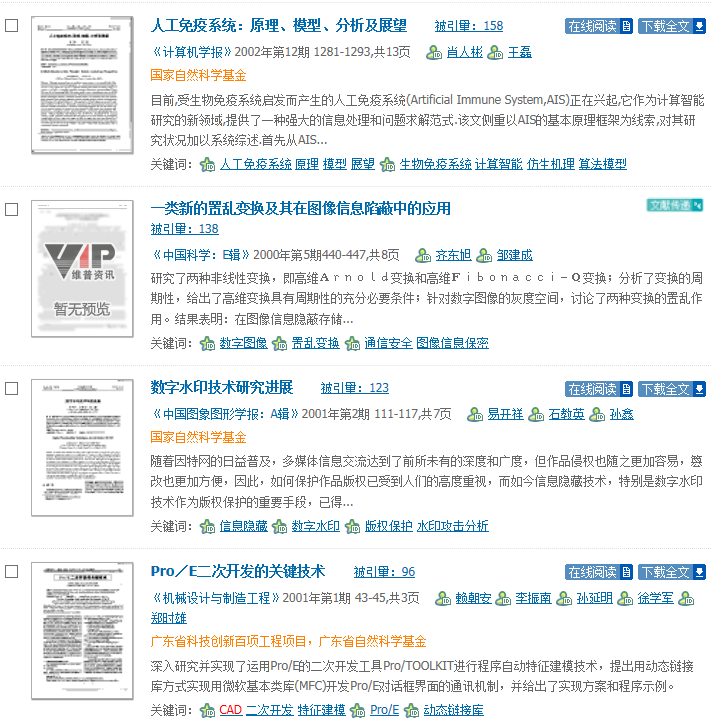 人工免疫系统：原理、模型、分析及展望 被引量：158 在线阅读 下载全文
《计算机学报》2002年第12期 1281-1293,共13页 肖人彬 王磊
国家自然科学基金
目前,受生物免疫系统启发而产生的人工免疫系统(Artificial Immune System,AIS)正在兴起,它作为计算智能
研究的新领域,提供了一种强大的信息处理和问题求解范式.该文侧重以AIS的基本原理框架为线索,对其研
究状况加以系统综述.首先从AIS...
关键词： 人工免疫系统 原理 模型 展望 生物免疫系统 计算智能 仿生机理 算法模型
一类新的置乱变换及其在图像信息隐蔽中的应用 文献传递
被引量：138
《中国科学：E辑》2000年第5期440-447,共8页 齐东旭 邹建成
VIP
维普资讯
暂无预览
研究了两种非线性变换，即高维Ａｒｎｏｌｄ变换和高维Ｆｉｂｏｎａｃｃｉ－Ｑ变换；分析了变换的周
期性，给出了高维变换具有周期性的充分必要条件；针对数字图像的灰度空间，讨论了两种变换的置乱作
用。结果表明：在图像信息隐蔽存储...
关键词： 数字图像 置乱变换 通信安全 图像信息保密
数字水印技术研究进展 被引量：123 在线阅读 下载全文
《中国图象图形学报：A辑》2001年第2期 111-117,共7页 易开祥 石教英 孙鑫
国家自然科学基金
随着因特网的日益普及，多媒体信息交流达到了前所未有的深度和广度，但作品侵权也随之更加容易，篡
改也更加方便，因此，如何保护作品版权已受到人们的高度重视，而如今信息隐藏技术，特别是数字水印
技术作为版权保护的重要手段，已得...
关键词： 信息隐藏 数字水印 版权保护 水印攻击分析
Pro／E二次开发的关键技术 被引量：96 在线阅读 下载全文
《机械设计与制造工程》2001年第1期 43-45,共3页 赖朝安 李振南 孙延明 徐学军
郑时雄
广东省科技创新百项工程项目，广东省自然科学基金
深入研究并实现了运用Pro/E的二次开发工具Pro/TOOLKIT进行程序自动特征建模技术，提出用动态链接
库方式实现用微软基本类库(MFC)开发Pro/E对话框界面的通讯机制，并给出了实现方案和程序示例。
关键词： CAD 二次开发 特征建模 Pro/E 动态链接库